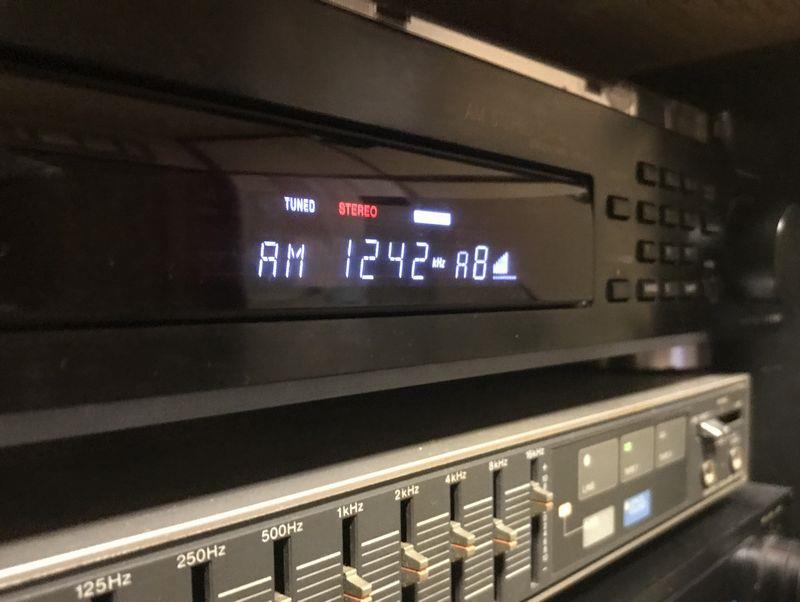 TUNED STEREO
AM 1242 kHz A8
125Hz 250Hz 500Hz 1kHz 2kHz 4kHz 8kHz 16kHz